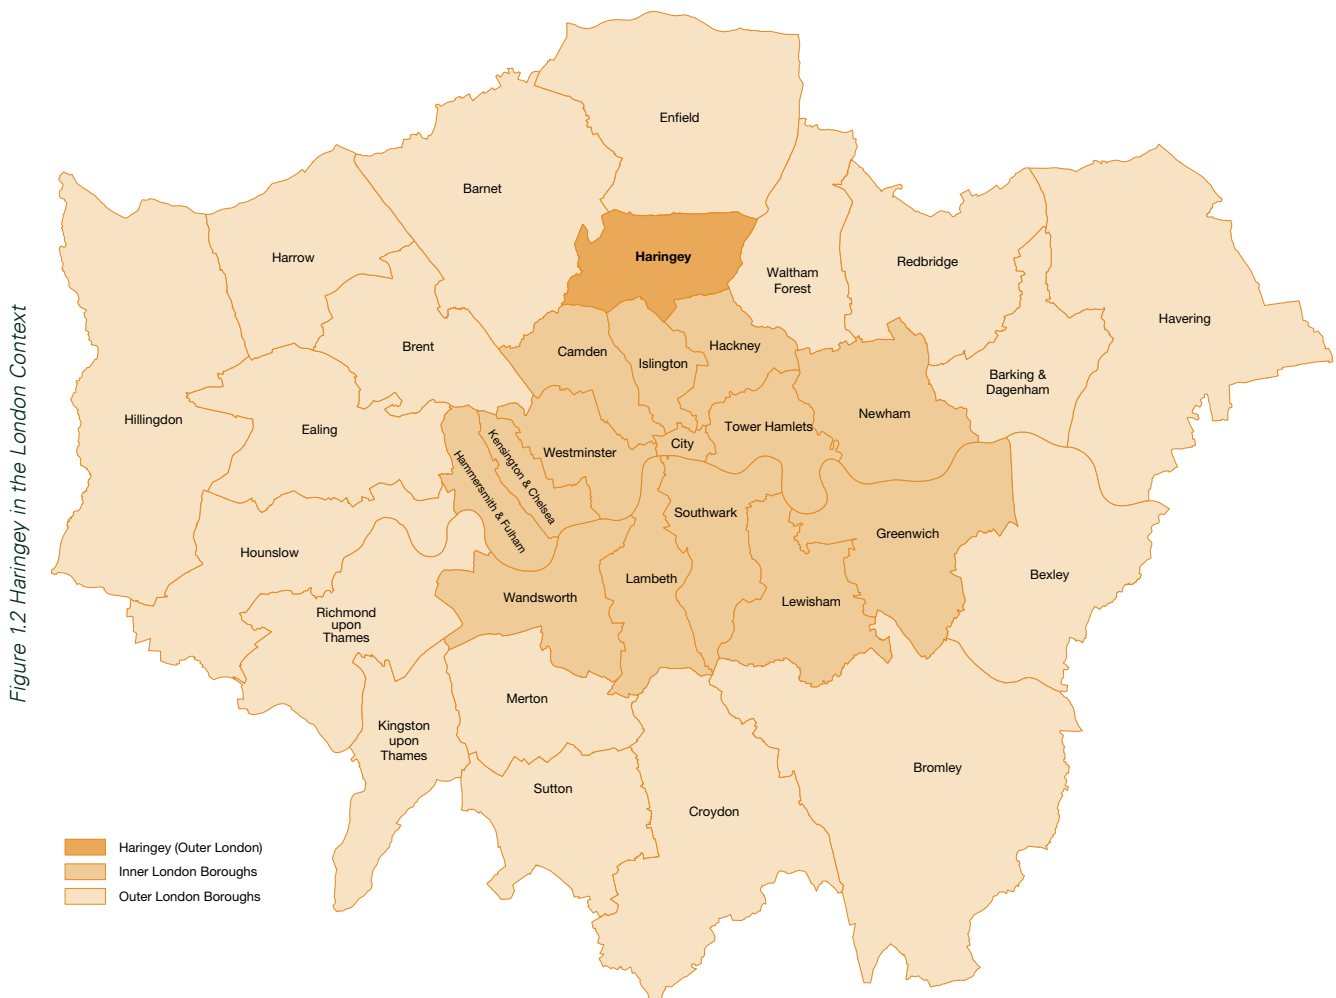 Figure 1.2 Haringey in the London Context
Enfield
Barnet
Harrow
Haringey
Waltham
Forest
Redbridge
Havering
Brent
Camden
Islington
Hackney
Barking &
Dagenham
Hillingdon
Ealing
Newham
Tower Hamlets
City
Westminster
Kensington & Chelsea
Hammersmith & Fulham
Southwark
Greenwich
Hounslow
Lambeth
Bexley
Wandsworth
Lewisham
Richmond
upon
Thames
Merton
Kingston
upon
Thames
Sutton
Croydon
Bromley
Haringey (Outer London)
Inner London Boroughs
Outer London Boroughs